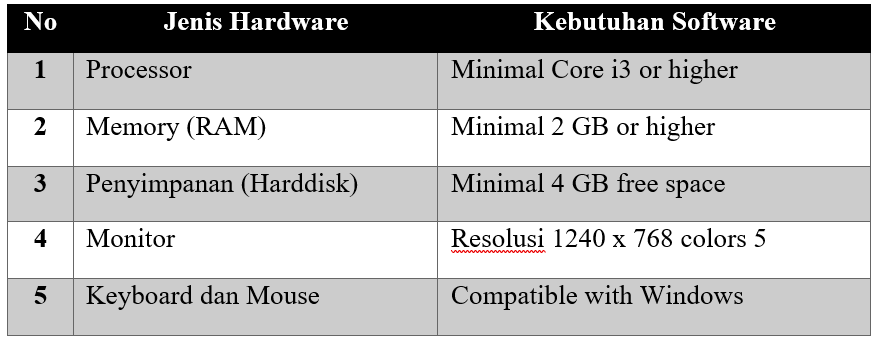 No Jenis Hardware Kebutuhan Software
1 Processor Minimal Core i3 or higher
2 Memory (RAM) Minimal 2 GB or higher
3 Penyimpanan (Harddisk) Minimal 4 GB free space
4 Monitor Resolusi 1240 x 768 colors 5
5 Keyboard dan Mouse Compatible with Windows